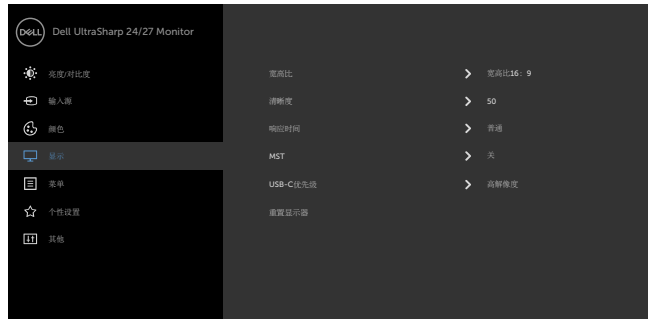 DELL
Dell UltraSharp 24/27 Monitor
亮度/对比度
输入源
颜色
显示
菜单
个性设置
其他
宽高比 宽高比16: 9
清晰度 50
响应时间 普通
MST 关
USB-C优先级 高解像度
重置显示器